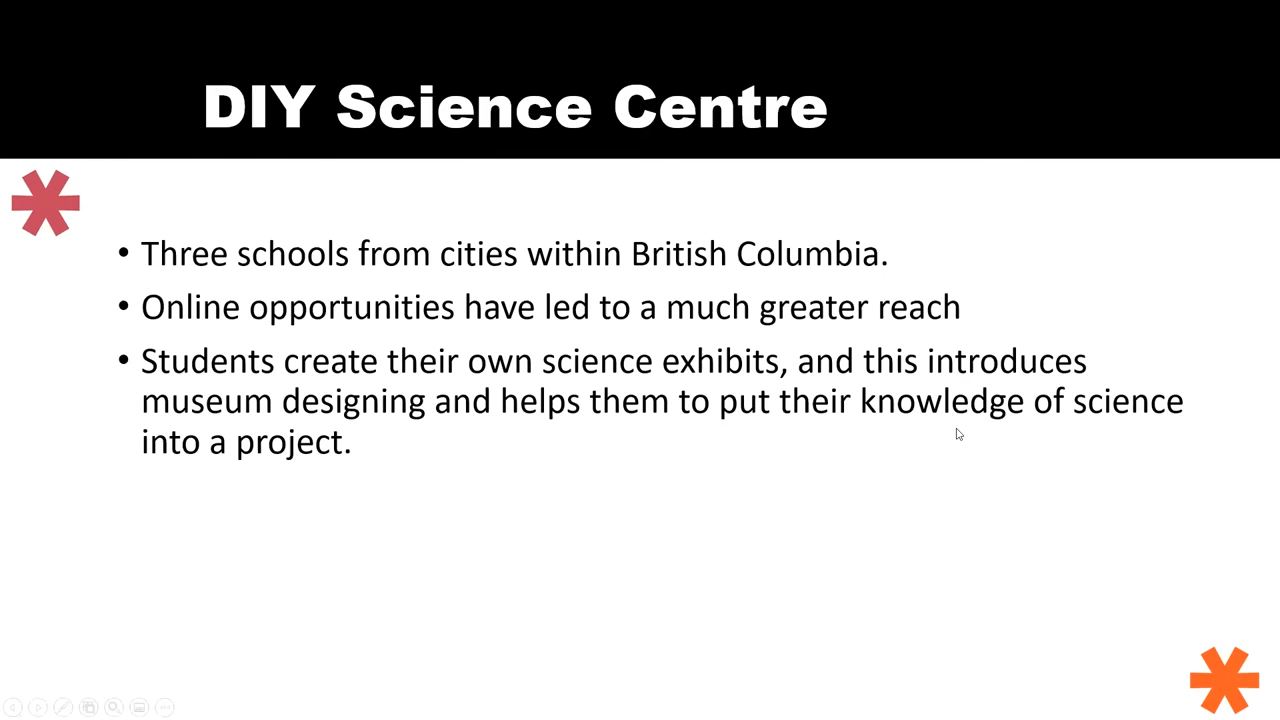 DIY Science Centre
• Three schools from cities within British Columbia.
• Online opportunities have led to a much greater reach
• Students create their own science exhibits, and this introduces
museum designing and helps them to put their knowledge of science
into a project.